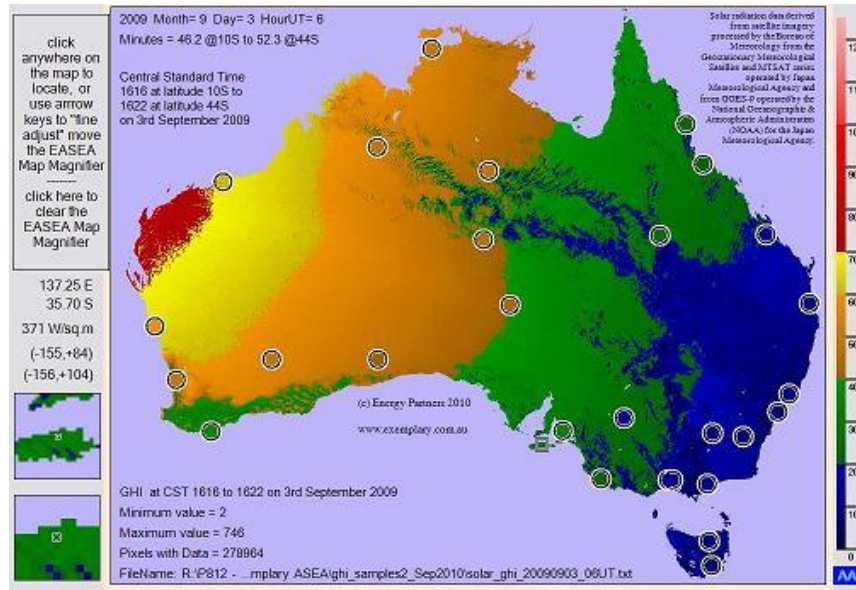 click
anywhere on
the map to
locate, or
use arrrow
keys to "fine
adjust" move
the EASEA
Map Magnifier
--------
click here to
clear the
EASEA Map
Magnifier
137.25 E
35.70 S
371 W/sq.m
(-155,+84)
(-156,+104)
2009 Month= 9 Day= 3 HourUT= 6
Minutes = 46.2 @10S to 52.3 @44S
Central Standard Time
1616 at latitude 10S to
1622 at latitude 44S
on 3rd September 2009
Solar radiation data derived
from satellite imagery
processed by the Bureau of
Meteorology from the
Geostationary Meteorological
Satellite and MTSAT series
operated by Japan
Meteorological Agency and
from GOES-9 operated by the
National Oceanographic &
Atmospheric Administration
(NOAA) for the Japan
Meteorological Agency.
(c) Energy Partners 2010
www.exemplary.com.au
GHI at CST 1616 to 1622 on 3rd September 2009
Minimum value = 2
Maximum value = 746
Pixels with Data = 278964
FileName: R:\P812 - ...mplary ASEA\ghi_samples2_Sep2010\solar_ghi_20090903_06UT.txt
0